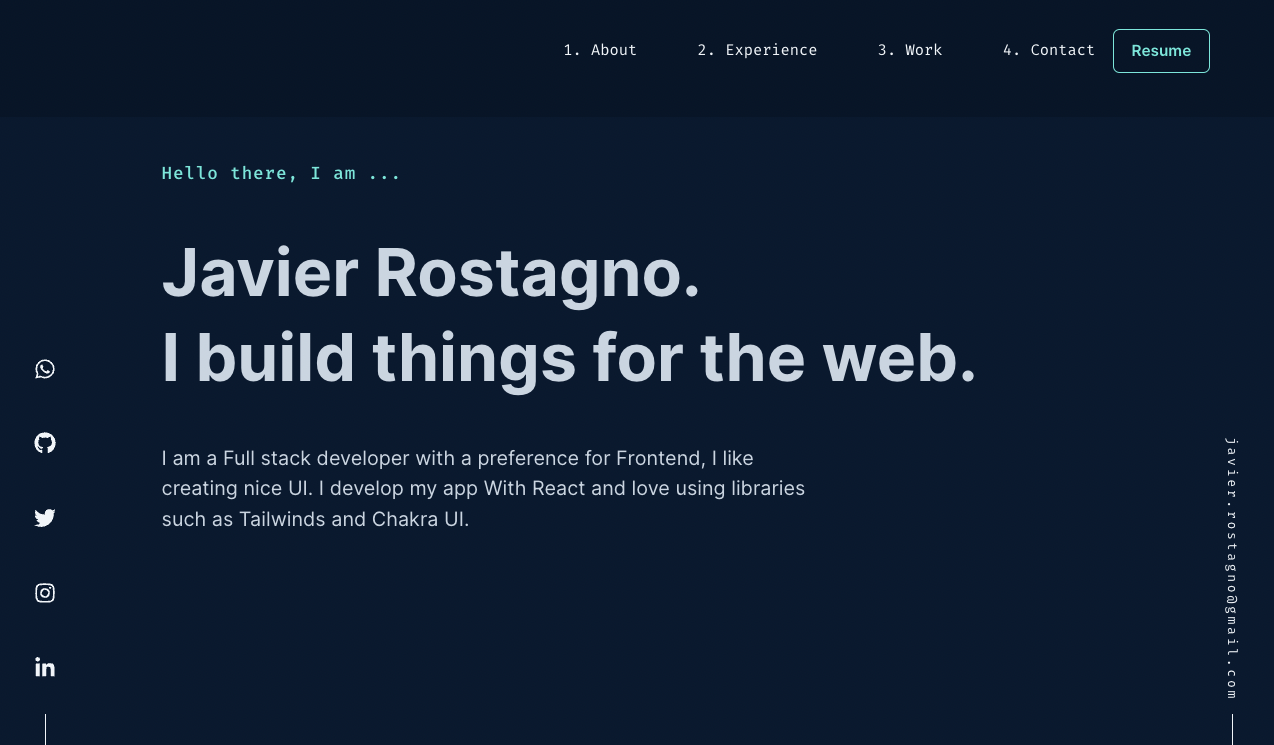 1. About 2. Experience 3. Work 4. Contact Resume
Hello there, I am ...
Javier Rostagno.
I build things for the web.
I am a Full stack developer with a preference for Frontend, I like
creating nice UI. I develop my app With React and love using libraries
such as Tailwinds and Chakra UI.
javier.rostagno@gmail.com